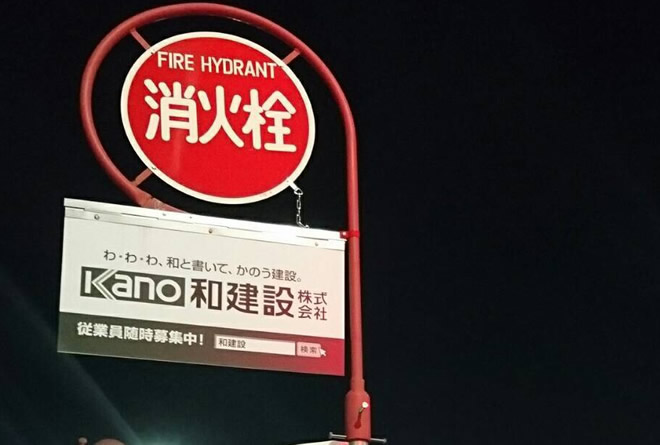 FIRE HYDRANT
消火栓
わ・わ・わ、和と書いて、かのう建設。
Kano 和建設 株式会社
従業員随時募集中! 和建設 検索